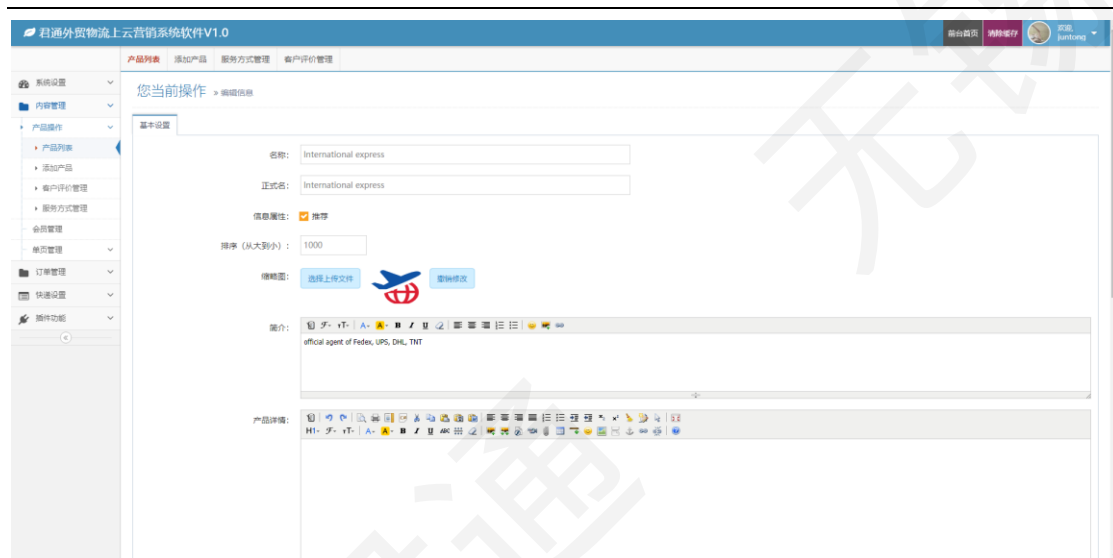 君通外贸物流上云营销系统软件V1.0
前台首页 清除缓存 欢迎, juntong
产品列表 添加产品 服务方式管理 客户评价管理
系统设置
内容管理
产品操作
产品列表
添加产品
客户评价管理
服务方式管理
会员管理
单页管理
订单管理
快递设置
插件功能
您当前操作 » 编辑信息
基本设置
名称: International express
正式名: International express
信息属性: 推荐
排序(从大到小): 1000
缩略图: 选择上传文件 撤销修改
简介:
official agent of Fedex, UPS, DHL, TNT
产品详情: